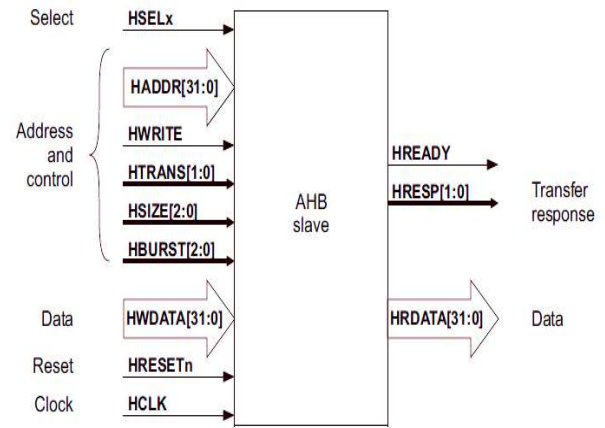 Select
HSELx
HADDR[31:0]
Address
and
control
HWRITE
HTRANS[1:0]
HSIZE[2:0]
HBURST[2:0]
Data
HWDATA[31:0]
Reset
HRESETn
Clock
HCLK
AHB
slave
HREADY
HRESP[1:0]
Transfer
response
HRDATA[31:0]
Data